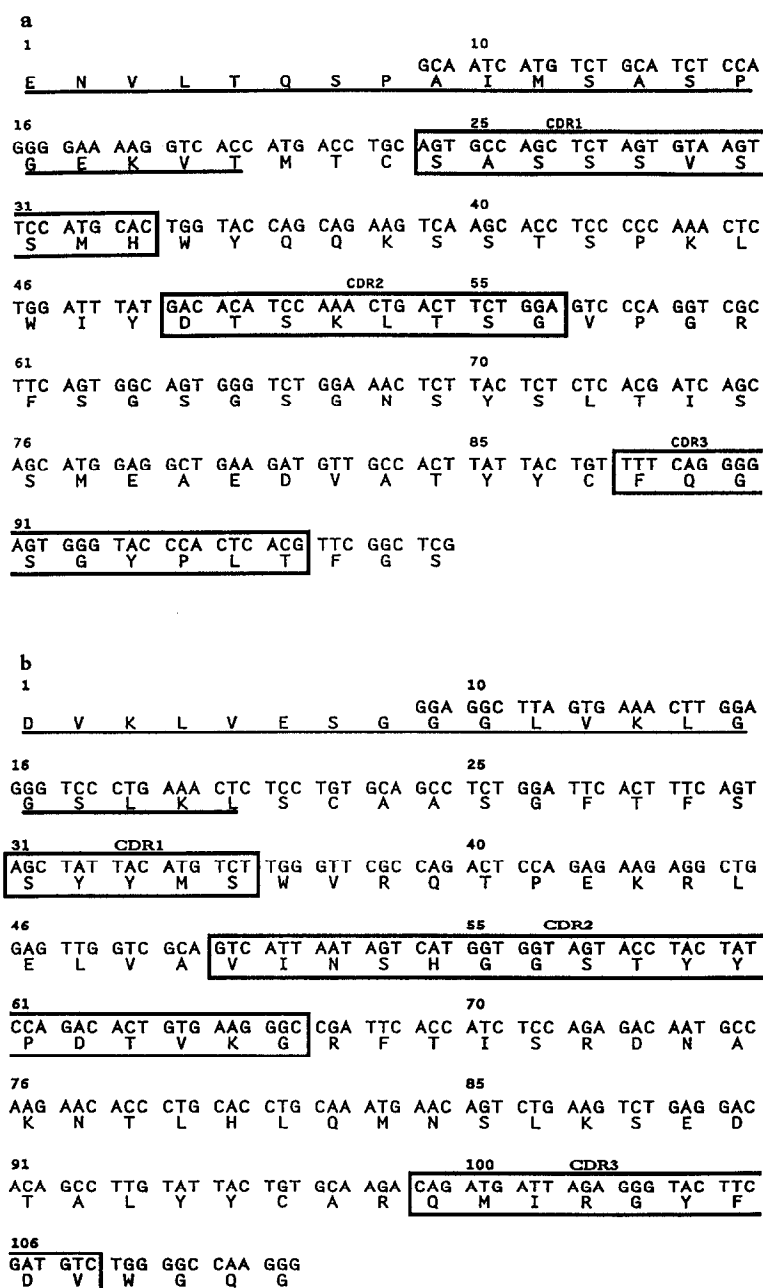 a
1 10
GCA ATC ATG TCT GCA TCT CCA
E N V L T Q S P A I M S A S P
16 25 CDR1
GGG GAA AAG GTC ACC ATG ACC TGC AGT GCC AGC TCT AGT GTA AGT
G E K V T M T C S A S S S V S
31 40
TCC ATG CAC TGG TAC CAG CAG AAG TCA AGC ACC TCC CCC AAA CTC
S M H W Y Q Q K S S T S P K L
46 CDR2 55
TGG ATT TAT GAC ACA TCC AAA CTG ACT TCT GGA GTC CCA GGT CGC
W I Y D T S K L T S G V P G R
61 70
TTC AGT GGC AGT GGG TCT GGA AAC TCT TAC TCT CTC ACG ATC AGC
F S G S G S G N S Y S L T I S
76 85 CDR3
AGC ATG GAG GCT GAA GAT GTT GCC ACT TAT TAC TGT TTT CAG GGG
S M E A E D V A T Y Y C F Q G
91
AGT GGG TAC CCA CTC ACG TTC GGC TCG
S G Y P L T F G S
b
1 10
GGA GGC TTA GTG AAA CTT GGA
D V K L V E S G G G L V K L G
16 25
GGG TCC CTG AAA CTC TCC TGT GCA GCC TCT GGA TTC ACT TTC AGT
G S L K L S C A A S G F T F S
31 CDR1 40
AGC TAT TAC ATG TCT TGG GTT CGC CAG ACT CCA GAG AAG AGG CTG
S Y Y M S W V R Q T P E K R L
46 55 CDR2
GAG TTG GTC GCA GTC ATT AAT AGT CAT GGT GGT AGT ACC TAC TAT
E L V A V I N S H G G S T Y Y
61 70
CCA GAC ACT GTG AAG GGC CGA TTC ACC ATC TCC AGA GAC AAT GCC
P D T V K G R F T I S R D N A
76 85
AAG AAC ACC CTG CAC CTG CAA ATG AAC AGT CTG AAG TCT GAG GAC
K N T L H L Q M N S L K S E D
91 100 CDR3
ACA GCC TTG TAT TAC TGT GCA AGA CAG ATG ATT AGA GGG TAC TTC
T A L Y Y C A R Q M I R G Y F
106
GAT GTC TGG GGC CAA GGG
D V W G Q G